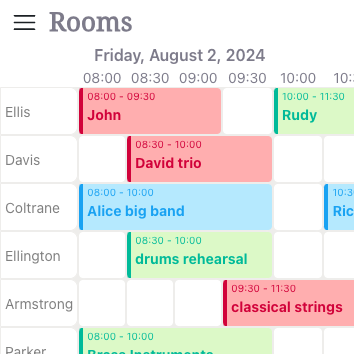 Rooms
Friday, August 2, 2024
08:00 08:30 09:00 09:30 10:00 10:
Ellis
08:00 - 09:30
John
10:00 - 11:30
Rudy
Davis
08:30 - 10:00
David trio
Coltrane
08:00 - 10:00
Alice big band
10:3
Ric
Ellington
08:30 - 10:00
drums rehearsal
Armstrong
09:30 - 11:30
classical strings
Parker
08:00 - 10:00
Brass Instruments